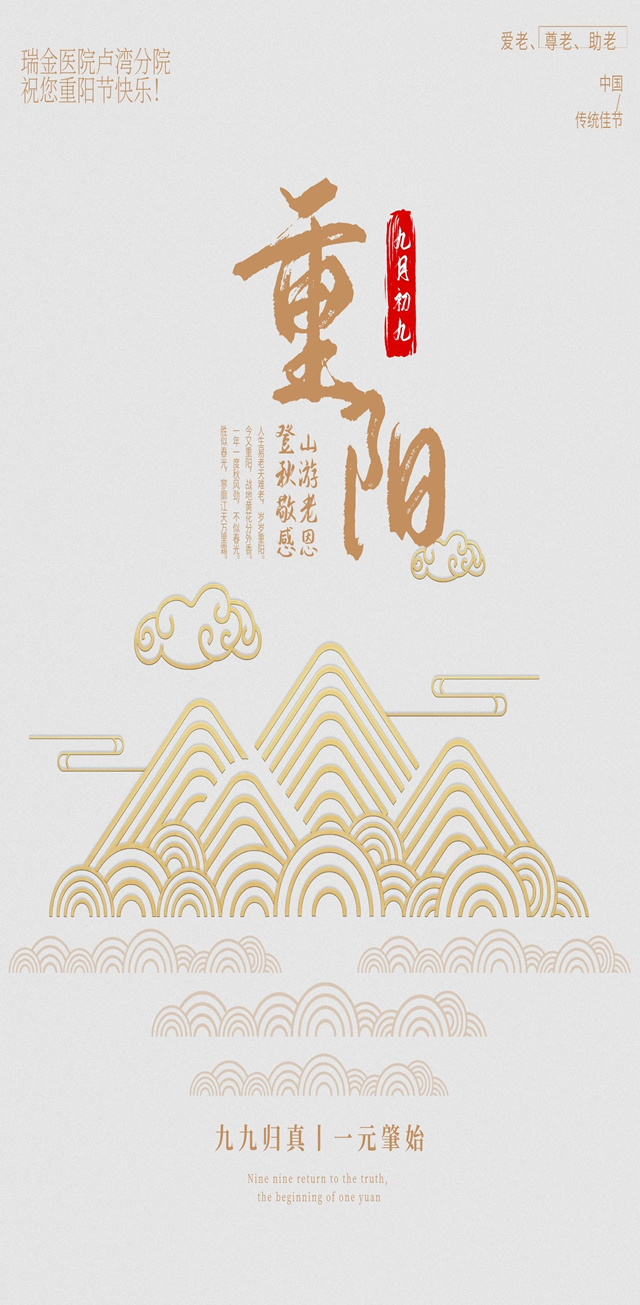 瑞金医院卢湾分院
祝您重阳节快乐！
爱老、尊老、助老
中国
/
传统佳节
重阳
九月初九
登山
秋游
敬老
感恩
人生易老天难老，岁岁重阳。
今又重阳，战地黄花分外香。
一年一度秋风劲，不似春光。
胜似春光，寥廓江天万里霜。
九九归真丨一元肇始
Nine nine return to the truth,
the beginning of one yuan